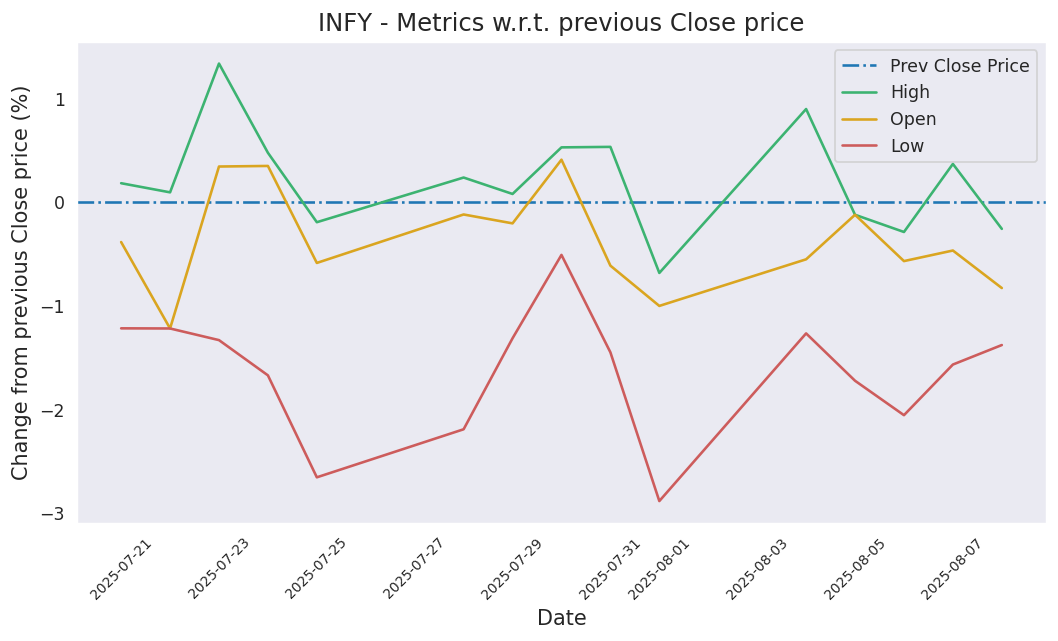 INFY - Metrics w.r.t. previous Close price
Change from previous Close price (%)
1
0
−1
−2
−3
Prev Close Price
High
Open
Low
2025-07-21
2025-07-23
2025-07-25
2025-07-27
2025-07-29
2025-07-31
2025-08-01
2025-08-03
2025-08-05
2025-08-07
Date